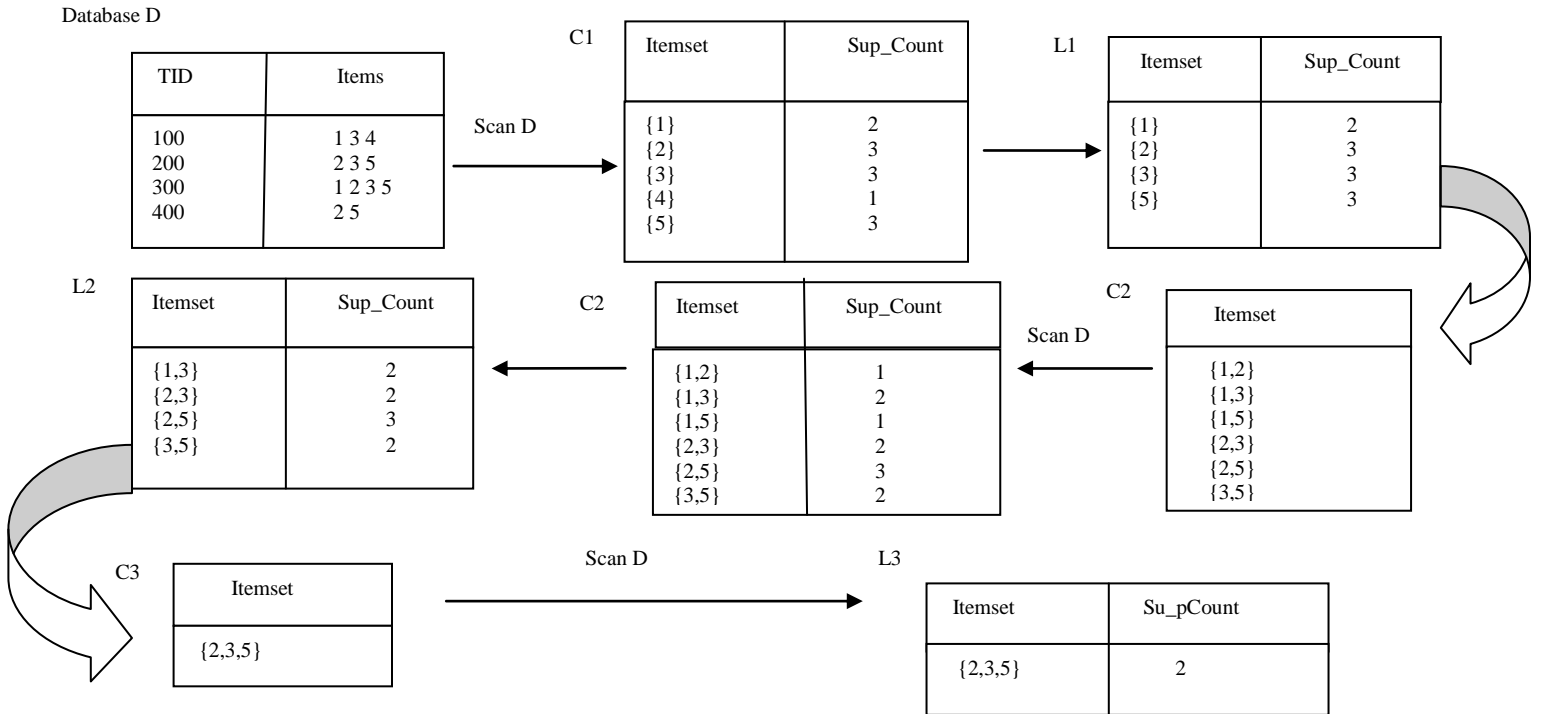 Database D
TID Items
100 1 3 4
200 2 3 5
300 1 2 3 5
400 2 5
Scan D
C1
Itemset Sup_Count
{1} 2
{2} 3
{3} 3
{4} 1
{5} 3
L1
Itemset Sup_Count
{1} 2
{2} 3
{3} 3
{5} 3
L2
Itemset Sup_Count
{1,3} 2
{2,3} 2
{2,5} 3
{3,5} 2
C2
Itemset Sup_Count
{1,2} 1
{1,3} 2
{1,5} 1
{2,3} 2
{2,5} 3
{3,5} 2
Scan D
C2
Itemset
{1,2}
{1,3}
{1,5}
{2,3}
{2,5}
{3,5}
C3
Itemset
{2,3,5}
Scan D
L3
Itemset Su_pCount
{2,3,5} 2